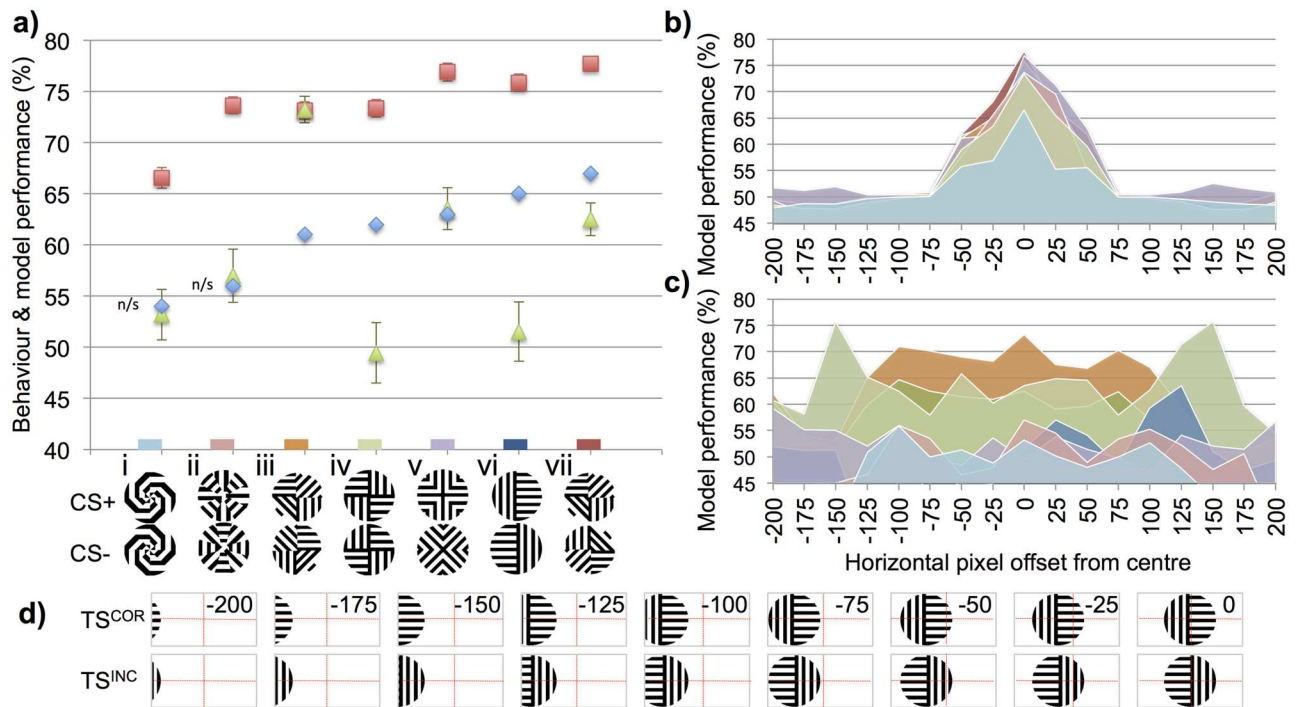 a)
Behaviour & model performance (%)
80
75
70
65
60
55
50
45
40
n/s
n/s
i ii iii iv v vi vii
CS+
CS-
b)
Model performance (%)
80
75
70
65
60
55
50
45
-200 -175 -150 -125 -100 -75 -50 -25 0 25 50 75 100 125 150 175 200
c)
Model performance (%)
80
75
70
65
60
55
50
45
-200 -175 -150 -125 -100 -75 -50 -25 0 25 50 75 100 125 150 175 200
Horizontal pixel offset from centre
d)
TSCOR -200 -175 -150 -125 -100 -75 -50 -25 0
TSINC